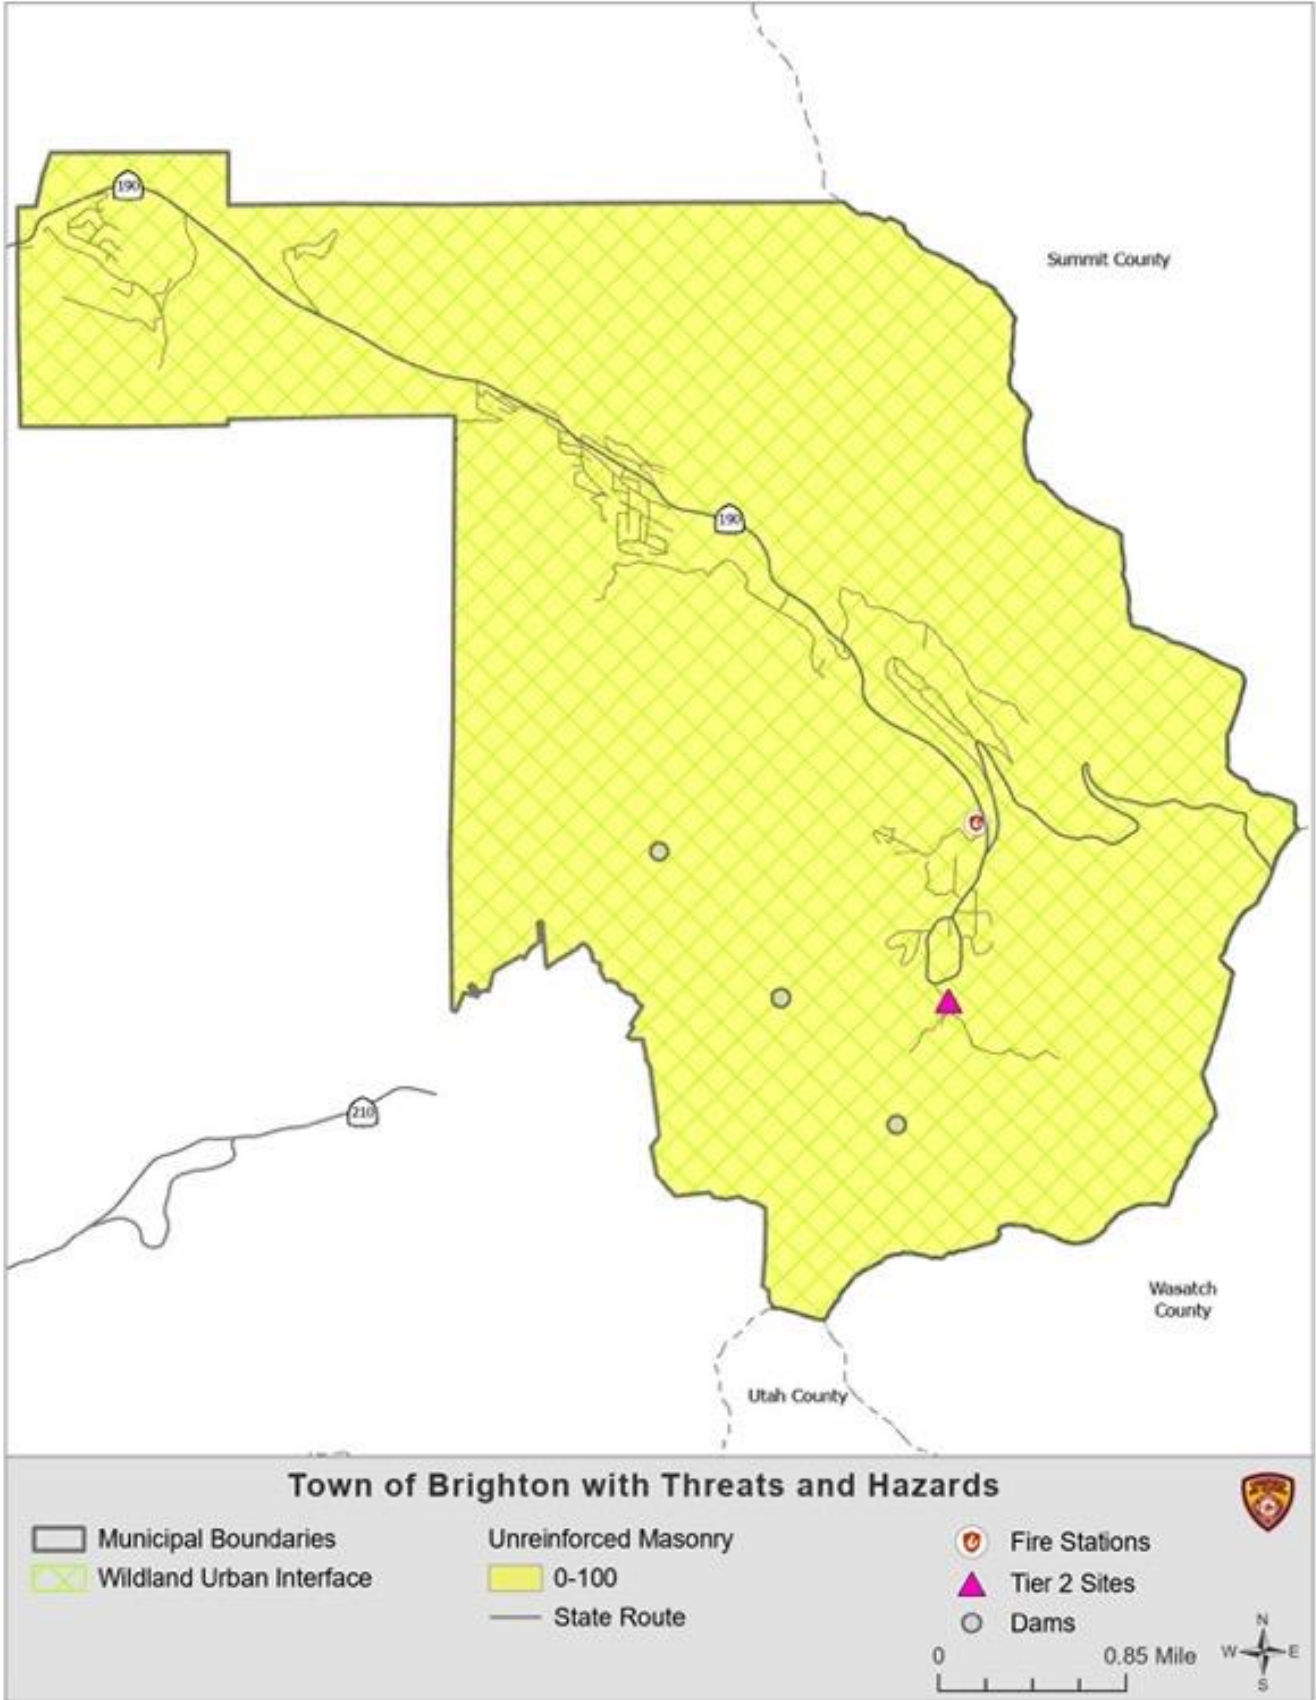 190
Summit County
190
210
Wasatch
County
Utah County
Town of Brighton with Threats and Hazards
Municipal Boundaries
Wildland Urban Interface
Unreinforced Masonry
0-100
State Route
Fire Stations
Tier 2 Sites
Dams
0 0.85 Mile
N
W E
S